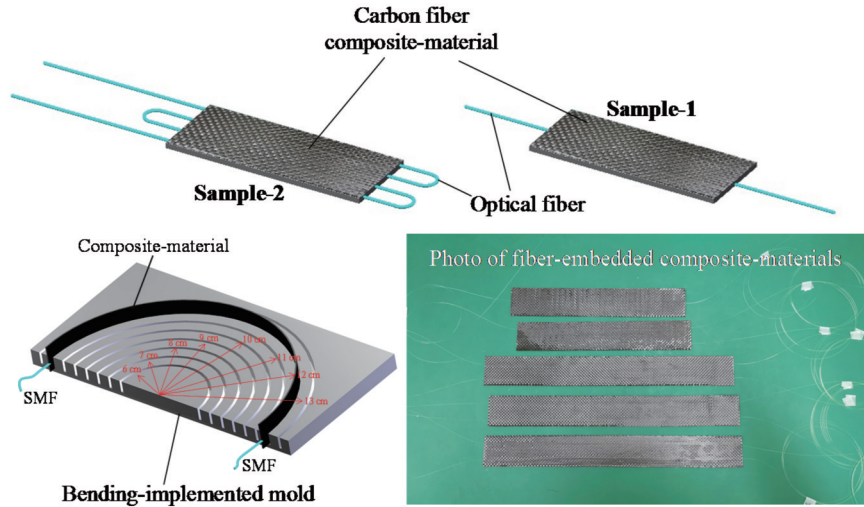 Carbon fiber
composite-material
Sample-1
Sample-2
Optical fiber
Composite-material
6 cm
7 cm
8 cm
9 cm
10 cm
11 cm
12 cm
13 cm
SMF
SMF
Bending-implemented mold
Photo of fiber-embedded composite-materials